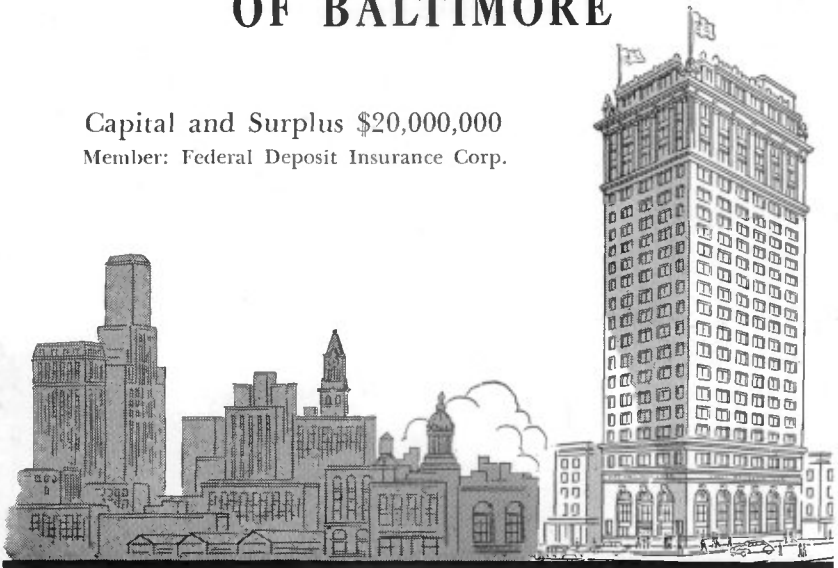 OF BALTIMORE
Capital and Surplus $20,000,000
Member: Federal Deposit Insurance Corp.